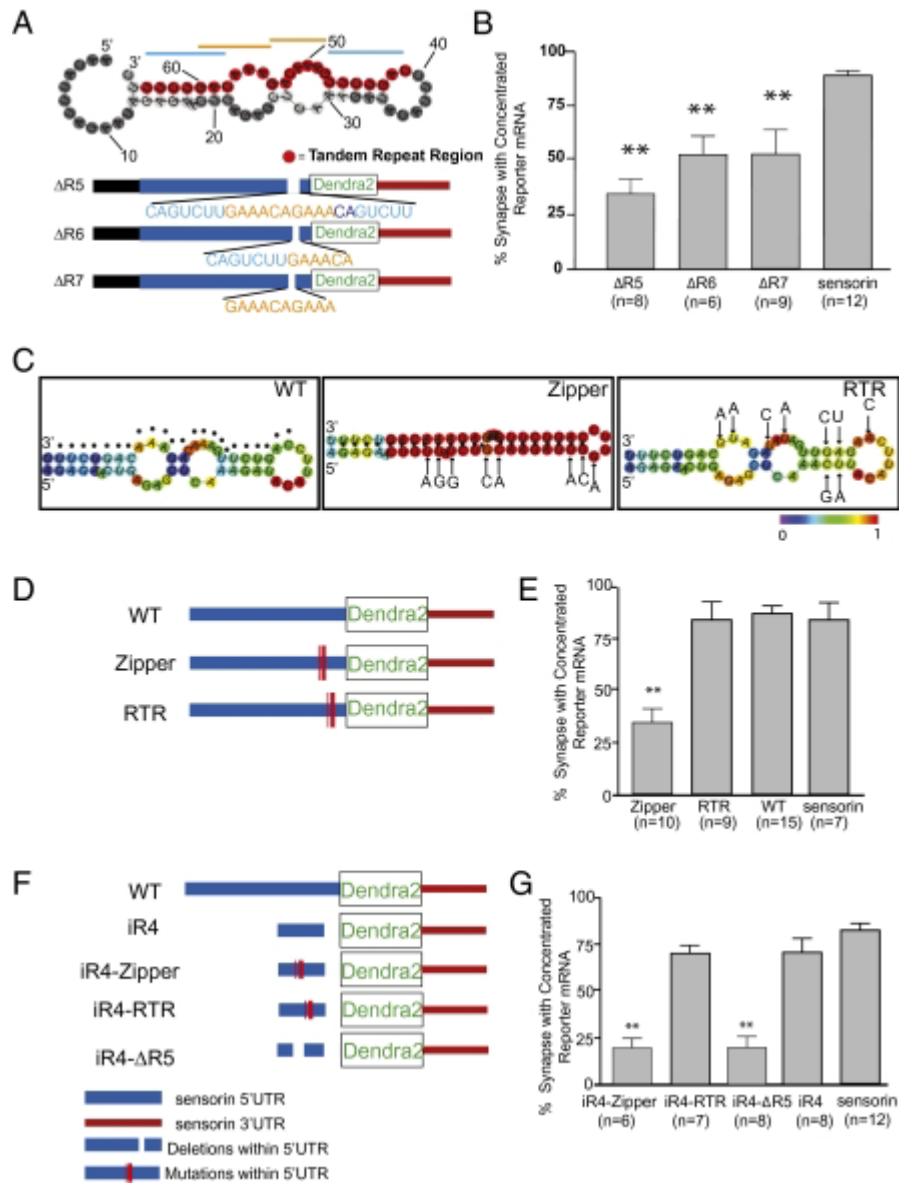 A
5'
3'
60
50
40
10
20
30
= Tandem Repeat Region
ΔR5
Dendra2
CAGUCUUGAAACAGAAACAGUCUU
ΔR6
Dendra2
CAGUCUUGAAACA
ΔR7
Dendra2
GAAACAGAAA
B
% Synapse with Concentrated
Reporter mRNA
100
75
50
25
0
**
**
**
ΔR5
(n=8)
ΔR6
(n=6)
ΔR7
(n=9)
sensorin
(n=12)
C
WT
3'
5'
Zipper
3'
5'
A G G
C A
A C A
RTR
3'
5'
A A
C A
C U
C
G A
0
1
D
WT
Dendra2
Zipper
Dendra2
RTR
Dendra2
E
% Synapse with Concentrated
Reporter mRNA
100
75
50
25
0
**
Zipper
(n=10)
RTR
(n=9)
WT
(n=15)
sensorin
(n=7)
F
WT
Dendra2
iR4
Dendra2
iR4-Zipper
Dendra2
iR4-RTR
Dendra2
iR4-ΔR5
Dendra2
sensorin 5'UTR
sensorin 3'UTR
Deletions within 5'UTR
Mutations within 5'UTR
G
% Synapse with Concentrated
Reporter mRNA
100
75
25
0
**
**
iR4-Zipper
(n=6)
iR4-RTR
(n=7)
iR4-ΔR5
(n=8)
iR4
(n=8)
sensorin
(n=12)